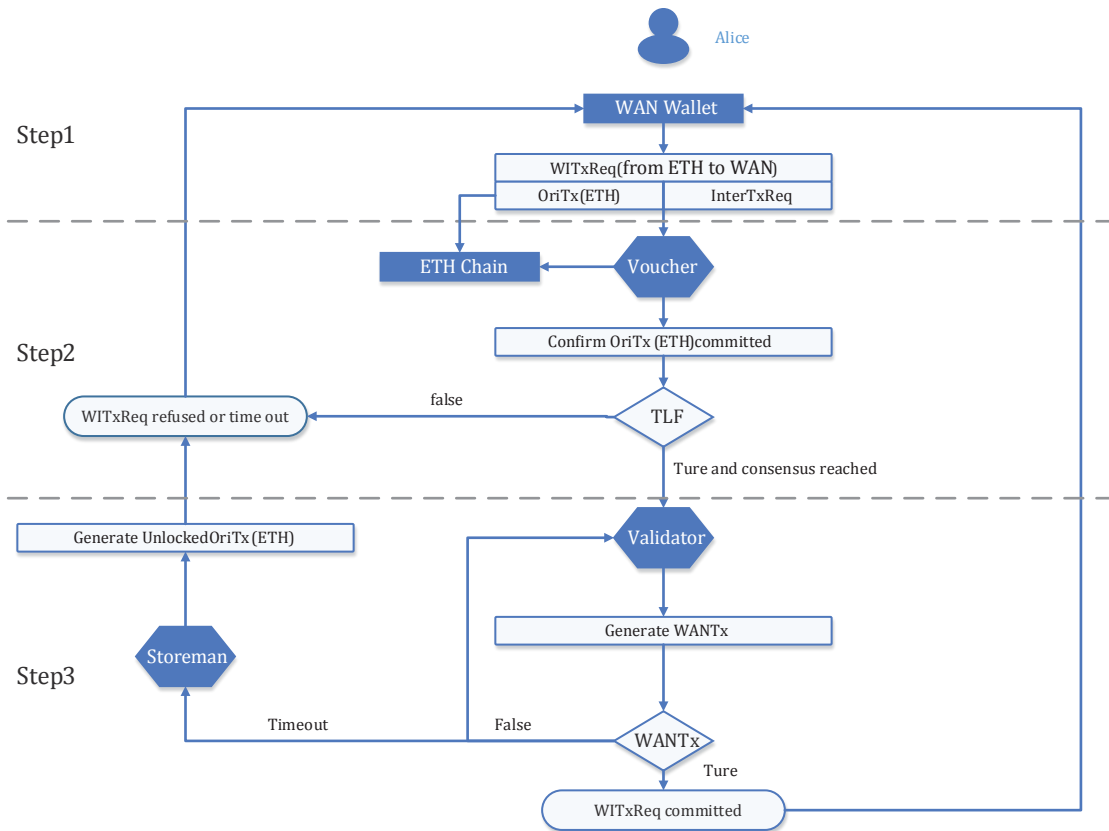 Alice
WAN Wallet
Step1
WITxReq(from ETH to WAN)
OriTx(ETH) InterTxReq
ETH Chain
Voucher
Step2
Confirm OriTx (ETH)committed
false
WITxReq refused or time out
TLF
Ture and consensus reached
Generate UnlockedOriTx (ETH)
Validator
Generate WANTx
Storeman
Step3
Timeout
False
WANTx
Ture
WITxReq committed